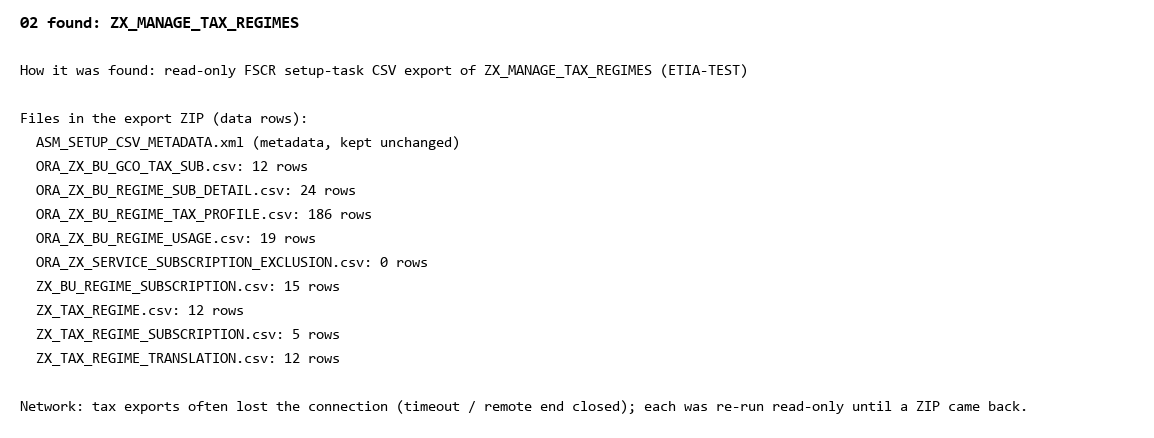 02 found: ZX_MANAGE_TAX_REGIMES
How it was found: read-only FSCR setup-task CSV export of ZX_MANAGE_TAX_REGIMES (ETIA-TEST)
Files in the export ZIP (data rows):
ASM_SETUP_CSV_METADATA.xml (metadata, kept unchanged)
ORA_ZX_BU_GCO_TAX_SUB.csv: 12 rows
ORA_ZX_BU_REGIME_SUB_DETAIL.csv: 24 rows
ORA_ZX_BU_REGIME_TAX_PROFILE.csv: 186 rows
ORA_ZX_BU_REGIME_USAGE.csv: 19 rows
ORA_ZX_SERVICE_SUBSCRIPTION_EXCLUSION.csv: 0 rows
ZX_BU_REGIME_SUBSCRIPTION.csv: 15 rows
ZX_TAX_REGIME.csv: 12 rows
ZX_TAX_REGIME_SUBSCRIPTION.csv: 5 rows
ZX_TAX_REGIME_TRANSLATION.csv: 12 rows
Network: tax exports often lost the connection (timeout / remote end closed); each was re-run read-only until a ZIP came back.